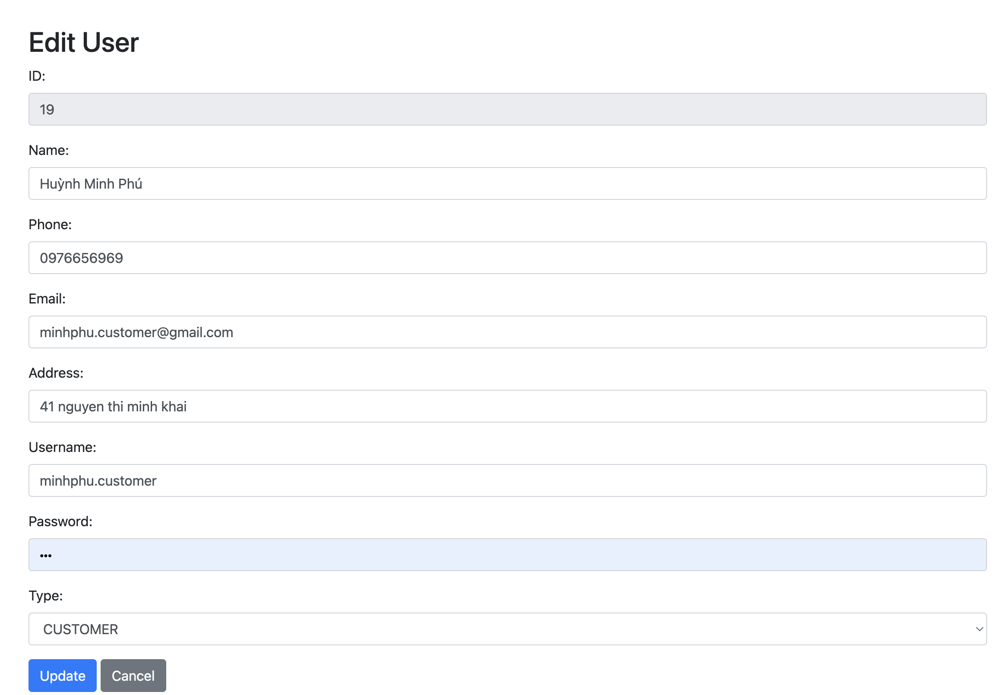 Edit User
ID:
19
Name:
Huỳnh Minh Phú
Phone:
0976656969
Email:
minhphu.customer@gmail.com
Address:
41 nguyen thi minh khai
Username:
minhphu.customer
Password:
•••
Type:
CUSTOMER
Update Cancel